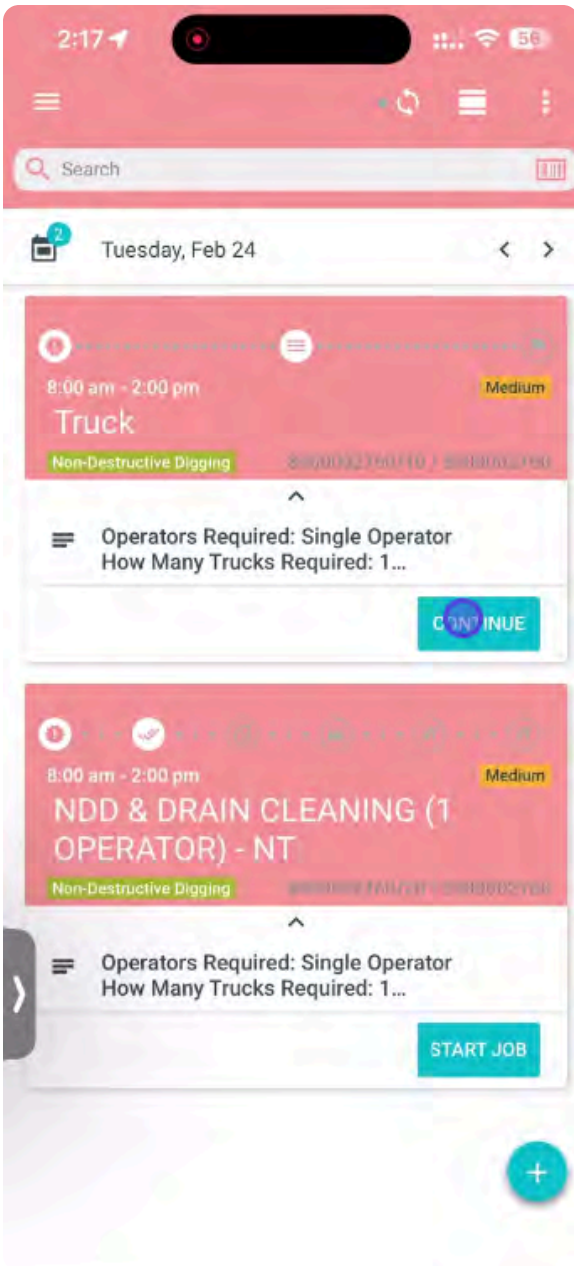 2:17
56
Search
2
Tuesday, Feb 24
8:00 am - 2:00 pm
Medium
Truck
Non-Destructive Digging
Operators Required: Single Operator
How Many Trucks Required: 1...
CONTINUE
8:00 am - 2:00 pm
Medium
NDD & DRAIN CLEANING (1
OPERATOR) - NT
Non-Destructive Digging
Operators Required: Single Operator
How Many Trucks Required: 1...
START JOB